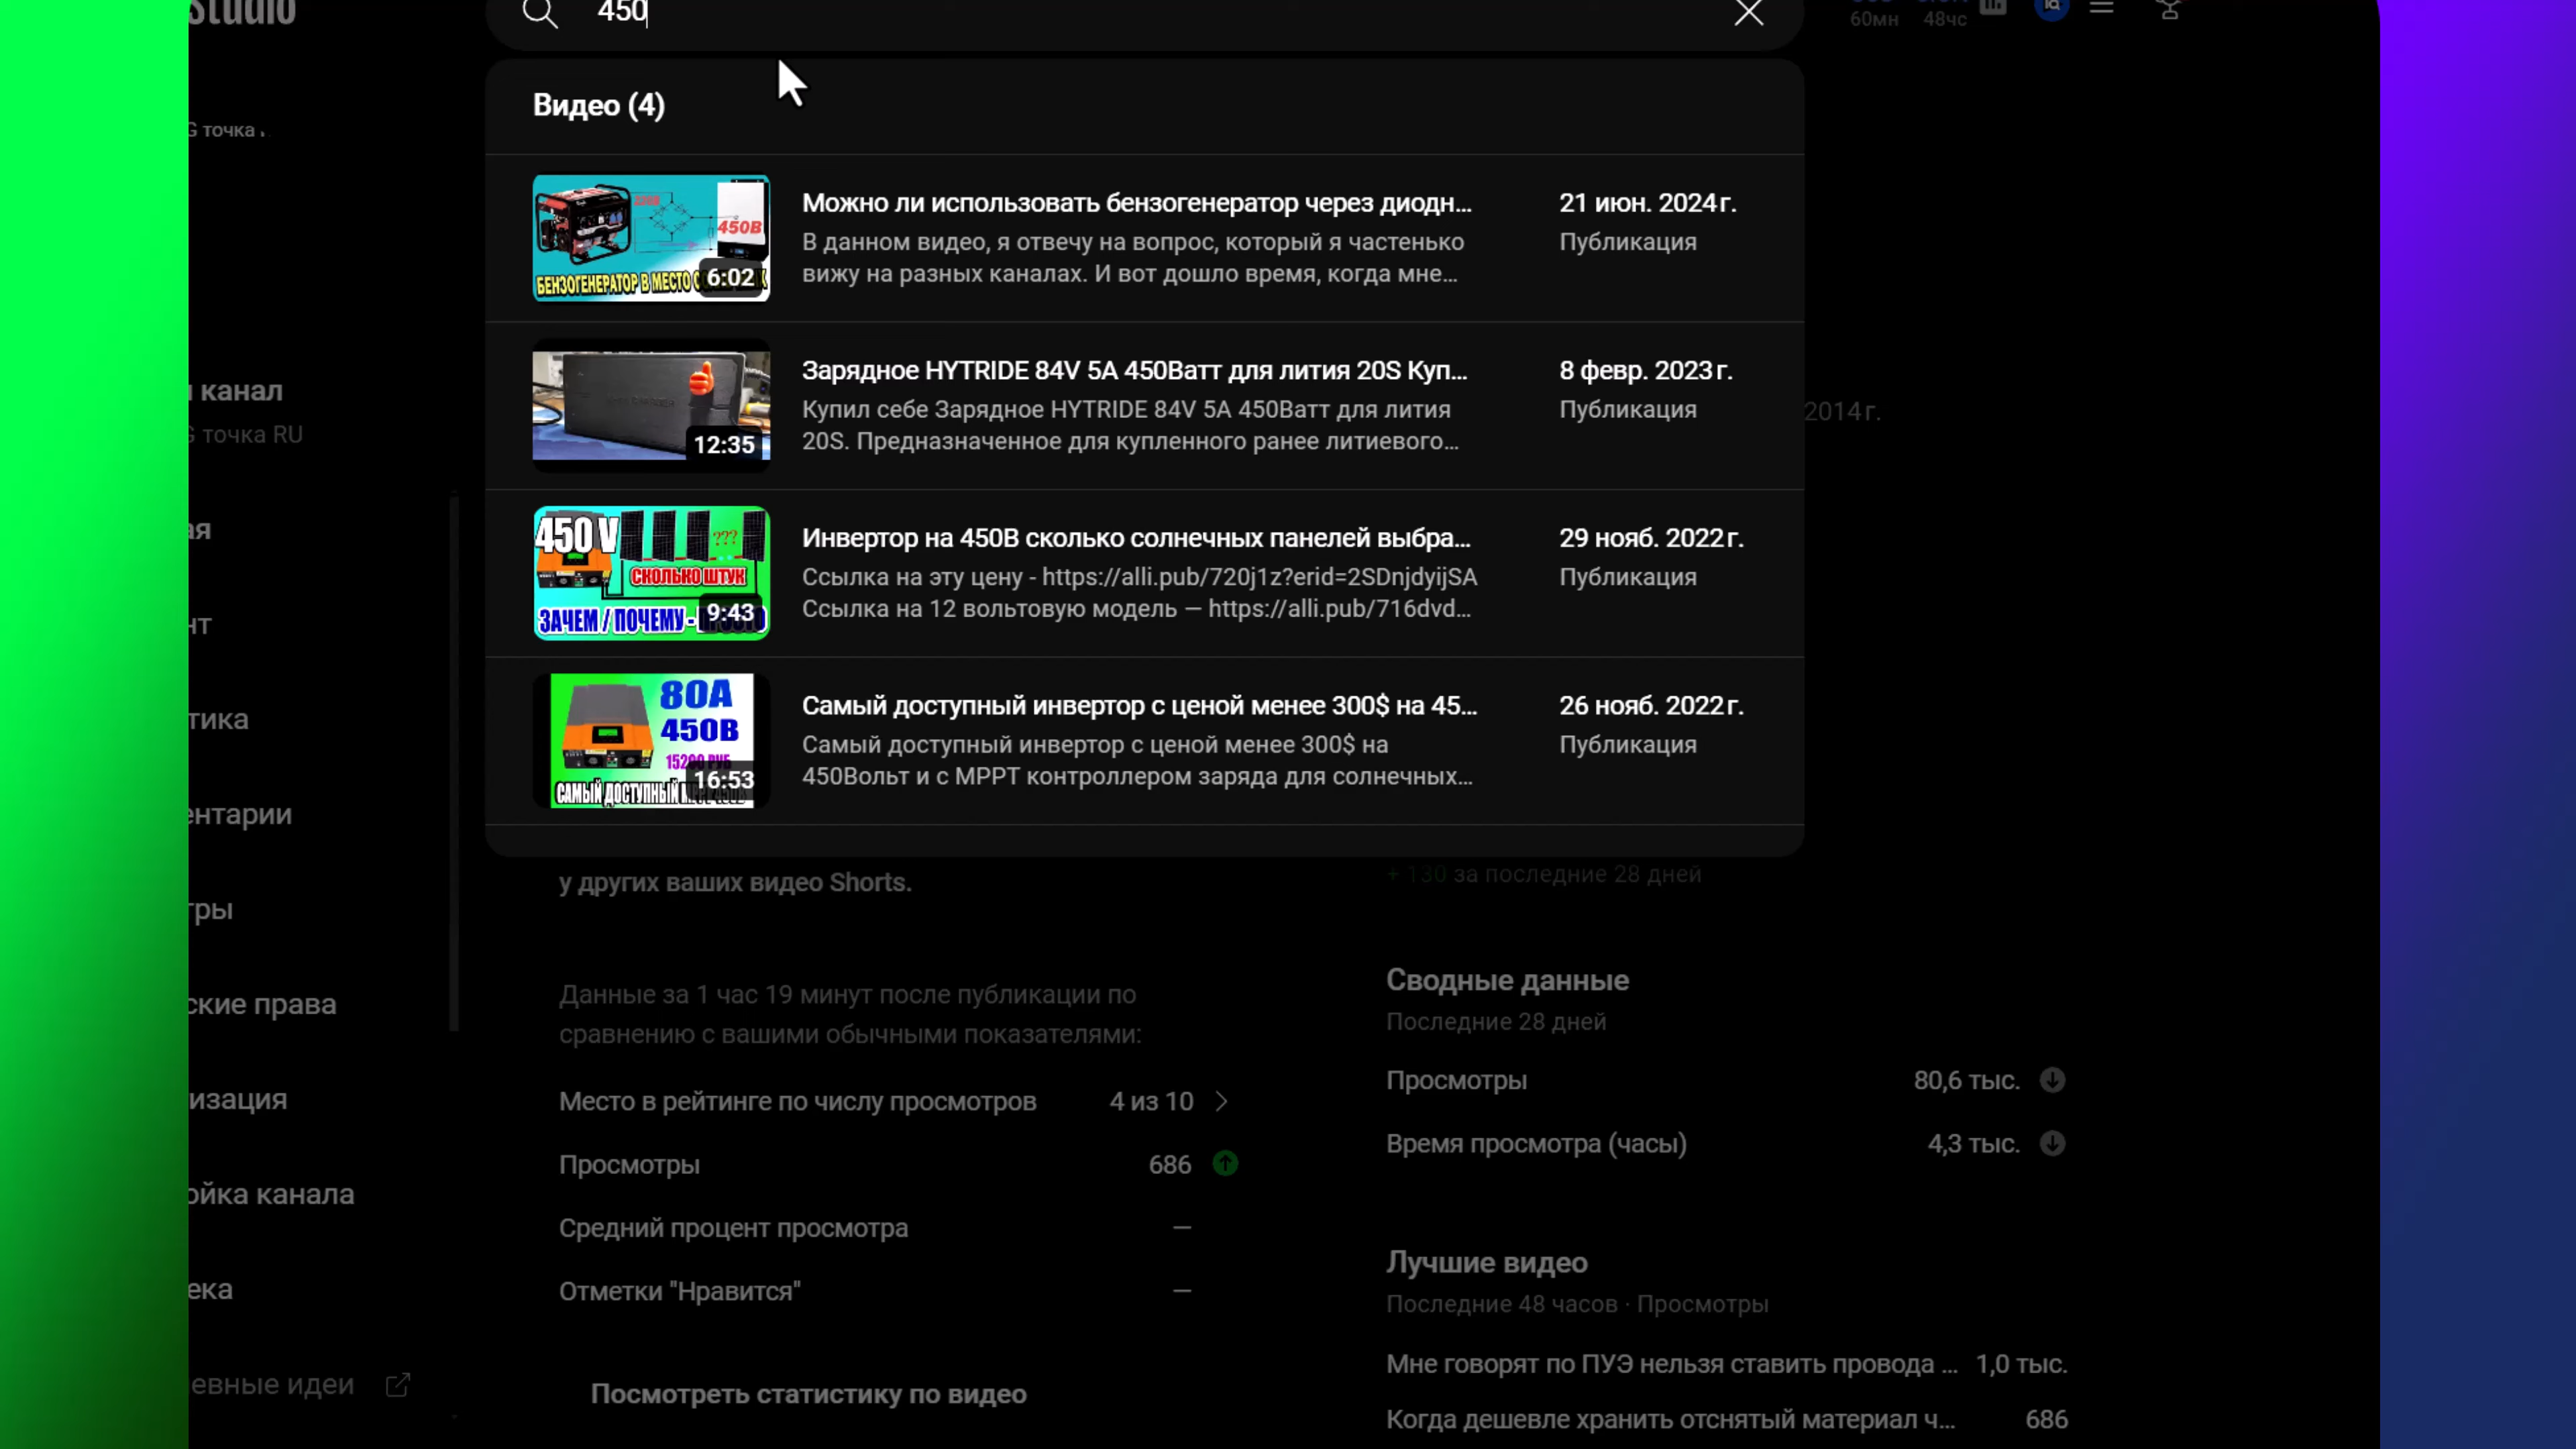 Studio
450
60мн 48чс
точка
Видео (4)
450В
БЕНЗОГЕНЕРАТОР В МЕСТО
6:02
Можно ли использовать бензогенератор через диодн...
21 июн. 2024 г.
В данном видео, я отвечу на вопрос, который я частенько
Публикация
вижу на разных каналах. И вот дошло время, когда мне...
12:35
Зарядное HYTRIDE 84V 5A 450Ватт для лития 20S Куп...
8 февр. 2023 г.
Купил себе Зарядное HYTRIDE 84V 5A 450Ватт для лития
Публикация
20S. Предназначенное для купленного ранее литиевого...
канал
точка RU
2014 г.
450 V
???
СКОЛЬКО ШТУК
ЗАЧЕМ / ПОЧЕМУ -
9:43
Инвертор на 450В сколько солнечных панелей выбра...
29 нояб. 2022 г.
Ссылка на эту цену - https://alli.pub/720j1z?erid=2SDnjdyijSA
Публикация
Ссылка на 12 вольтовую модель — https://alli.pub/716dvd...
ая
нт
80A
450В
САМЫЙ ДОСТУПНЫЙ
16:53
Самый доступный инвертор с ценой менее 300$ на 45...
26 нояб. 2022 г.
Самый доступный инвертор с ценой менее 300$ на
Публикация
450Вольт и с MPPT контроллером заряда для солнечных...
тика
ентарии
тры
ские права
изация
ойка канала
ека
евные идеи
у других ваших видео Shorts.
Данные за 1 час 19 минут после публикации по
сравнению с вашими обычными показателями:
Место в рейтинге по числу просмотров 4 из 10
Просмотры 686
Средний процент просмотра —
Отметки "Нравится" —
Посмотреть статистику по видео
+ 130 за последние 28 дней
Сводные данные
Последние 28 дней
Просмотры 80,6 тыс.
Время просмотра (часы) 4,3 тыс.
Лучшие видео
Последние 48 часов · Просмотры
Мне говорят по ПУЭ нельзя ставить провода ... 1,0 тыс.
Когда дешевле хранить отснятый материал ч... 686